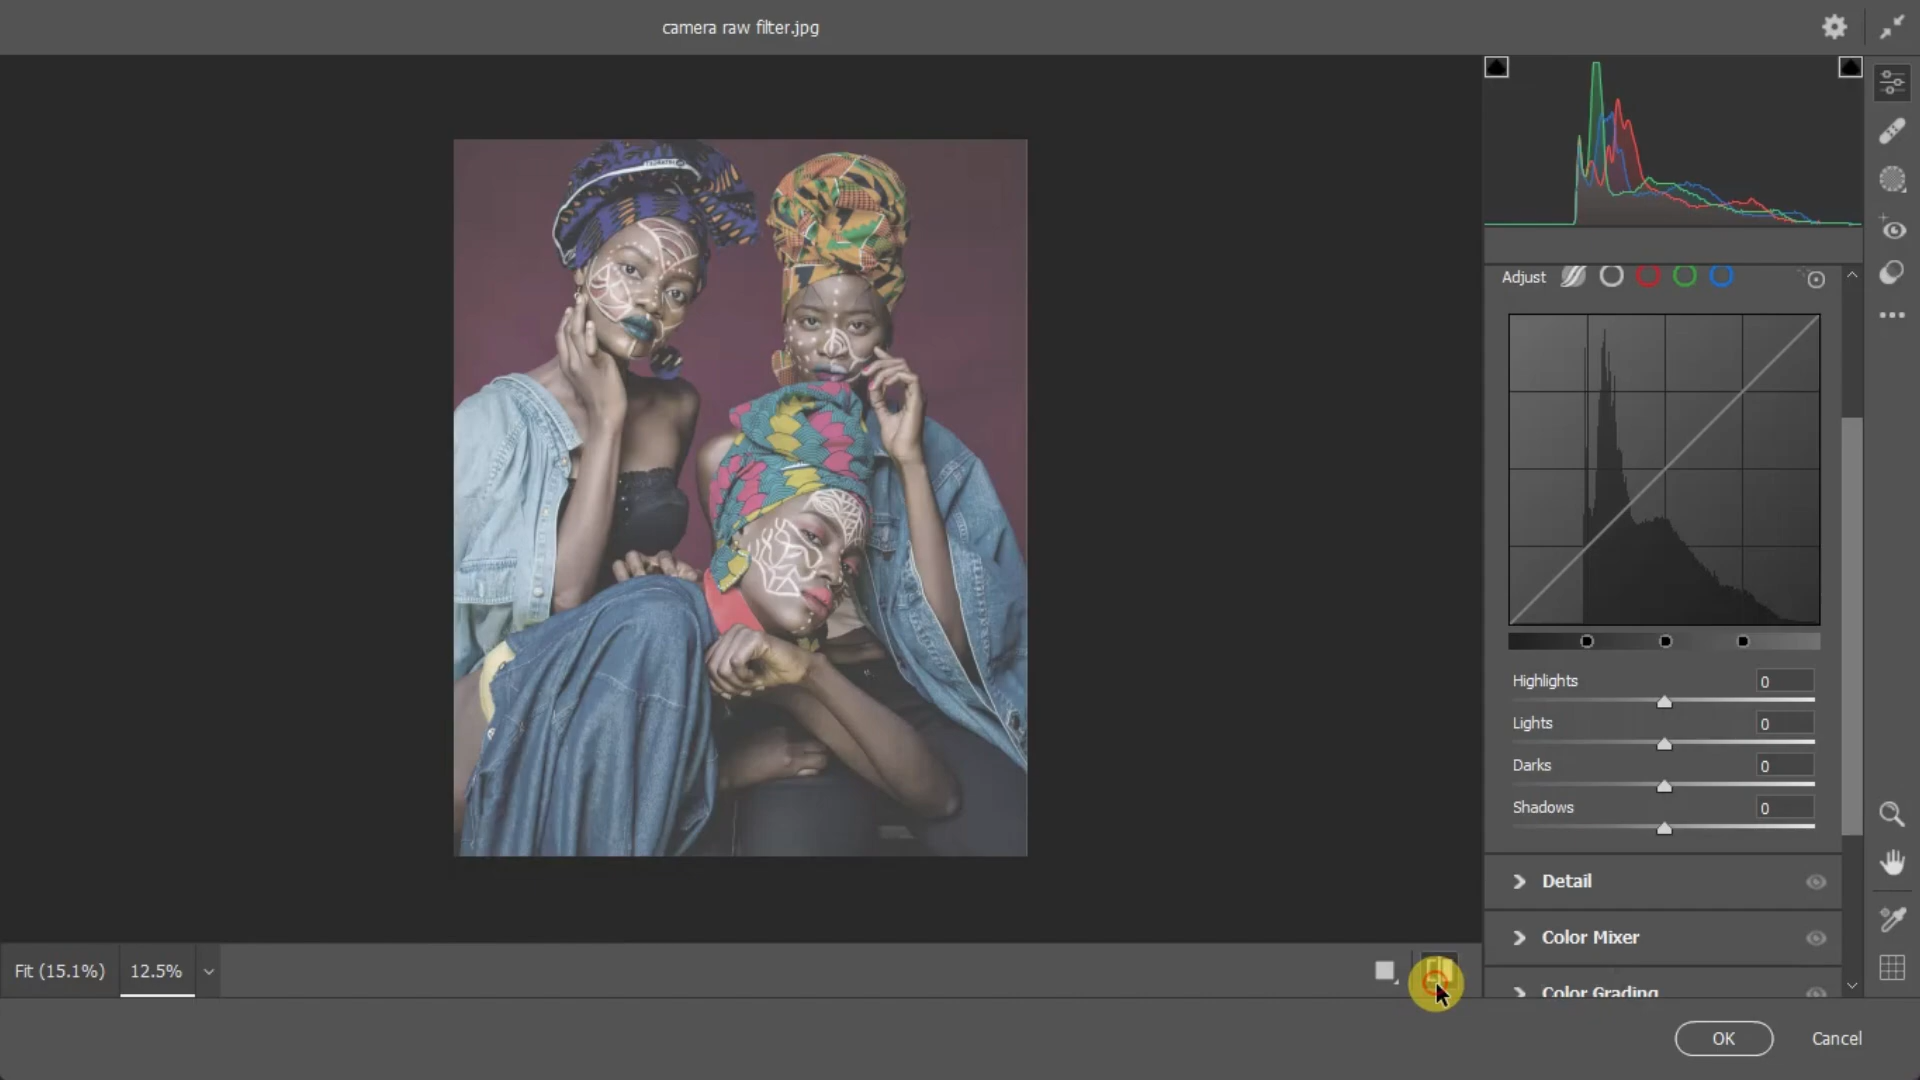 camera raw filter.jpg
Adjust
Highlights 0
Lights 0
Darks 0
Shadows 0
Detail
Color Mixer
Color Grading
Fit (15.1%) 12.5%
OK Cancel